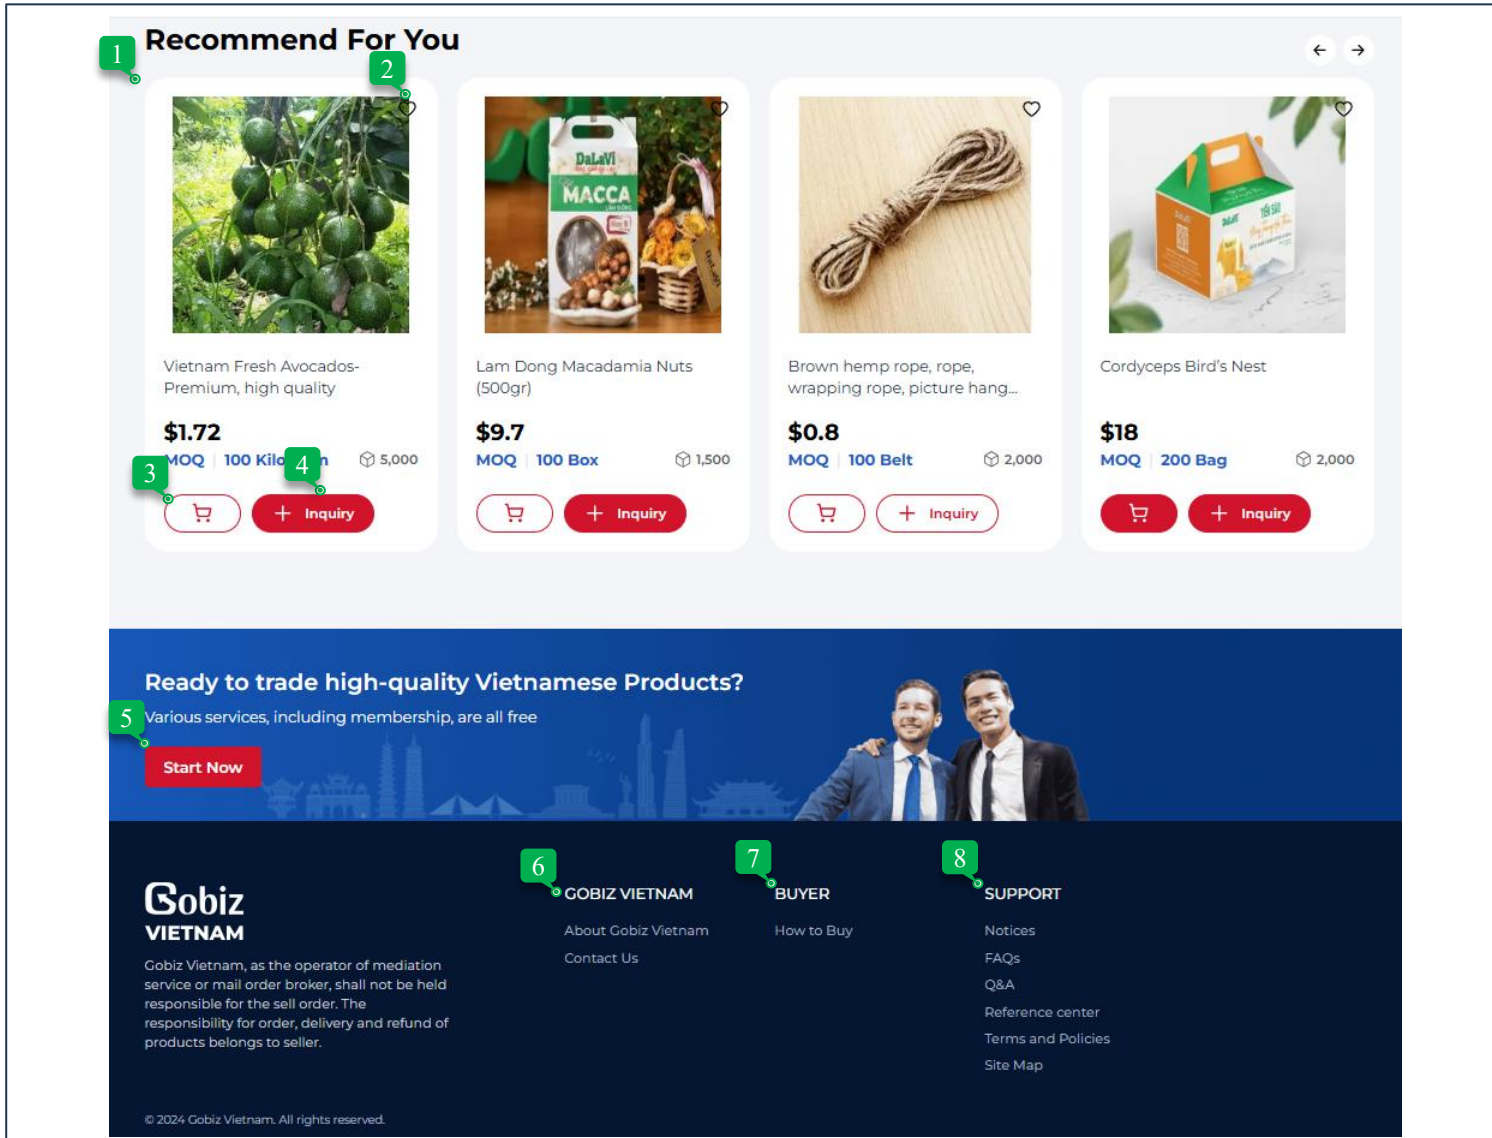 Recommend For You
1
2
DaLaVi
MACCA
Vietnam Fresh Avocados-
Premium, high quality
Lam Dong Macadamia Nuts
(500gr)
Brown hemp rope, rope,
wrapping rope, picture hang...
Cordyceps Bird's Nest
$1.72
$9.7
$0.8
$18
MOQ 100 Kilo m 5,000
MOQ 100 Box 1,500
MOQ 100 Belt 2,000
MOQ 200 Bag 2,000
3
4
+ Inquiry
+ Inquiry
+ Inquiry
+ Inquiry
Ready to trade high-quality Vietnamese Products?
5
Various services, including membership, are all free
Start Now
6
7
8
Gobiz
VIETNAM
Gobiz Vietnam, as the operator of mediation
service or mail order broker, shall not be held
responsible for the sell order. The
responsibility for order, delivery and refund of
products belongs to seller.
GOBIZ VIETNAM
About Gobiz Vietnam
Contact Us
BUYER
How to Buy
SUPPORT
Notices
FAQs
Q&A
Reference center
Terms and Policies
Site Map
© 2024 Gobiz Vietnam. All rights reserved.